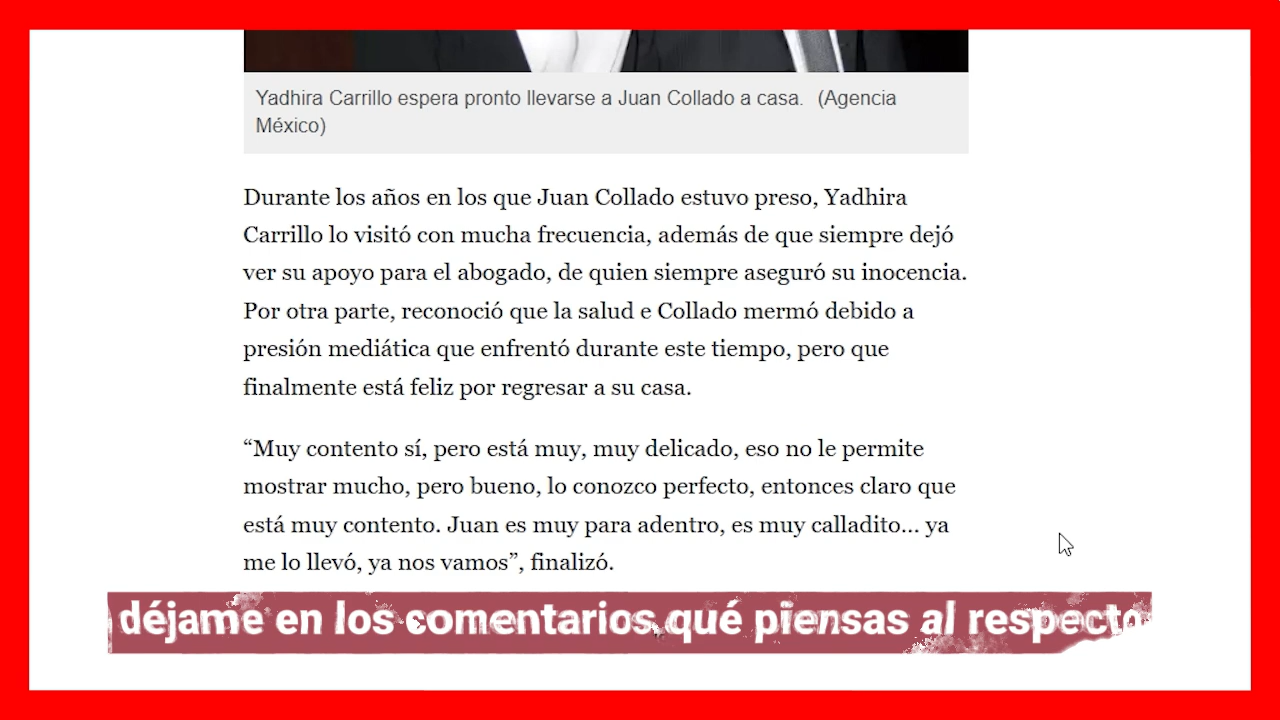 Yadhira Carrillo espera pronto llevarse a Juan Collado a casa. (Agencia
México)
Durante los años en los que Juan Collado estuvo preso, Yadhira
Carrillo lo visitó con mucha frecuencia, además de que siempre dejó
ver su apoyo para el abogado, de quien siempre aseguró su inocencia.
Por otra parte, reconoció que la salud e Collado mermó debido a
presión mediática que enfrentó durante este tiempo, pero que
finalmente está feliz por regresar a su casa.
“Muy contento sí, pero está muy, muy delicado, eso no le permite
mostrar mucho, pero bueno, lo conozco perfecto, entonces claro que
está muy contento. Juan es muy para adentro, es muy calladito... ya
me lo llevó, ya nos vamos”, finalizó.
déjame en los comentarios qué piensas al respecto